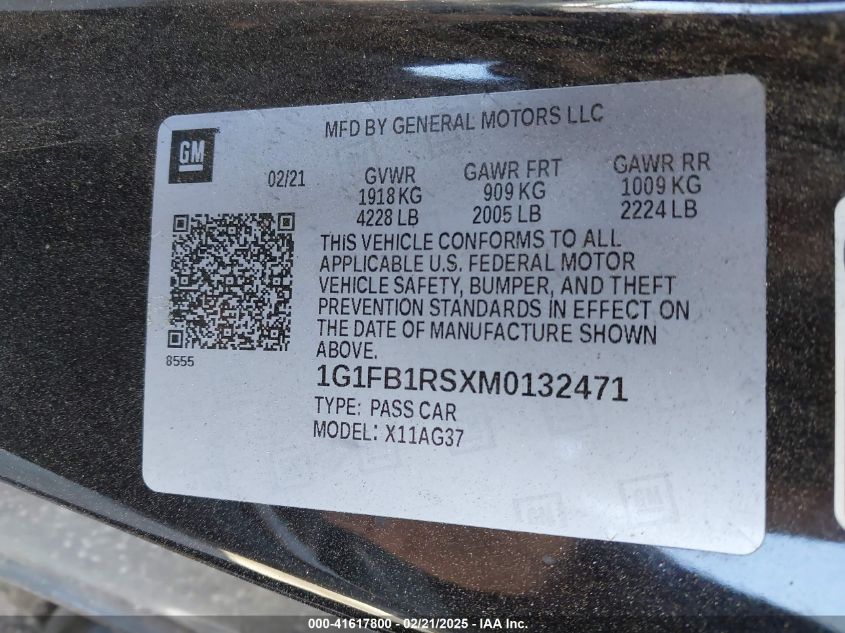 MFD BY GENERAL MOTORS LLC
GM
02/21
GVWR GAWR FRT GAWR RR
1918 KG 909 KG 1009 KG
4228 LB 2005 LB 2224 LB
THIS VEHICLE CONFORMS TO ALL
APPLICABLE U.S. FEDERAL MOTOR
VEHICLE SAFETY, BUMPER, AND THEFT
PREVENTION STANDARDS IN EFFECT ON
THE DATE OF MANUFACTURE SHOWN
ABOVE.
8555
1G1FB1RSXM0132471
TYPE: PASS CAR
MODEL: X11AG37
GM
000-41617800 - 02/21/2025 - IAA Inc.